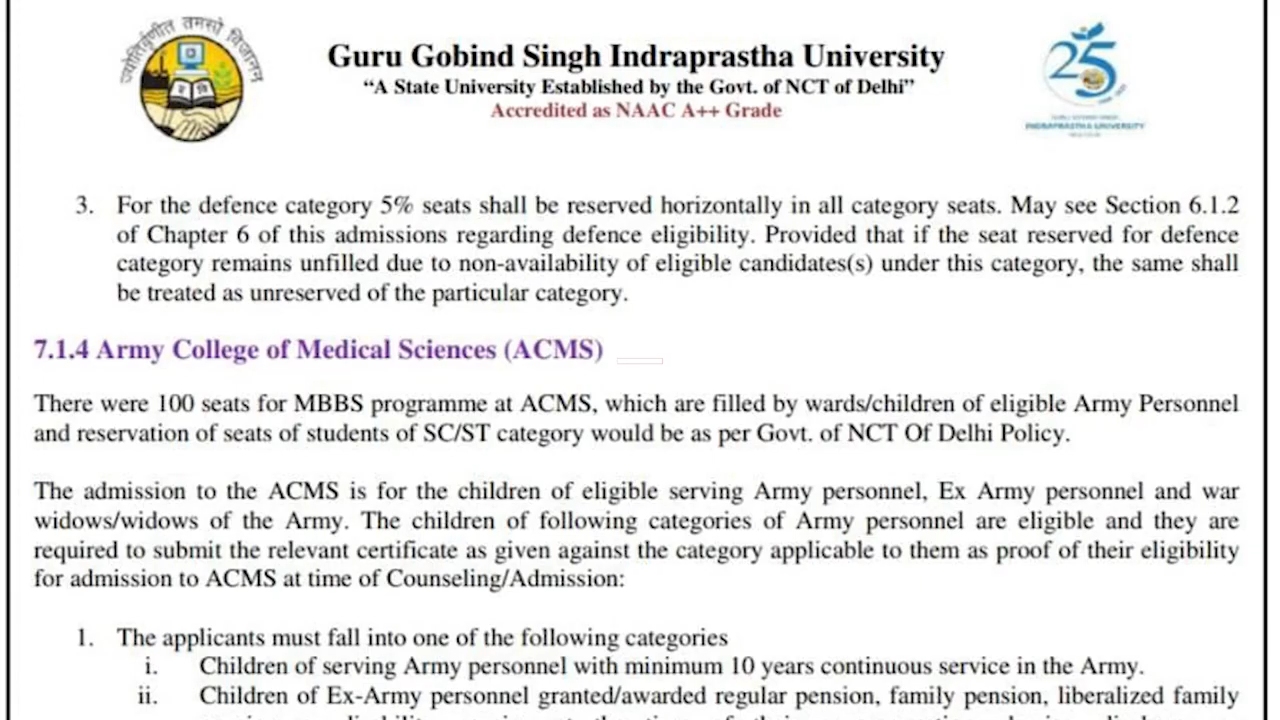 ज्योतिर्वृणीत तमसो विजानन
Guru Gobind Singh Indraprastha University
“A State University Established by the Govt. of NCT of Delhi”
Accredited as NAAC A++ Grade
25
INDRAPRASTHA UNIVERSITY
3. For the defence category 5% seats shall be reserved horizontally in all category seats. May see Section 6.1.2
of Chapter 6 of this admissions regarding defence eligibility. Provided that if the seat reserved for defence
category remains unfilled due to non-availability of eligible candidates(s) under this category, the same shall
be treated as unreserved of the particular category.
7.1.4 Army College of Medical Sciences (ACMS)
There were 100 seats for MBBS programme at ACMS, which are filled by wards/children of eligible Army Personnel
and reservation of seats of students of SC/ST category would be as per Govt. of NCT Of Delhi Policy.
The admission to the ACMS is for the children of eligible serving Army personnel, Ex Army personnel and war
widows/widows of the Army. The children of following categories of Army personnel are eligible and they are
required to submit the relevant certificate as given against the category applicable to them as proof of their eligibility
for admission to ACMS at time of Counseling/Admission:
1. The applicants must fall into one of the following categories
i. Children of serving Army personnel with minimum 10 years continuous service in the Army.
ii. Children of Ex-Army personnel granted/awarded regular pension, family pension, liberalized family